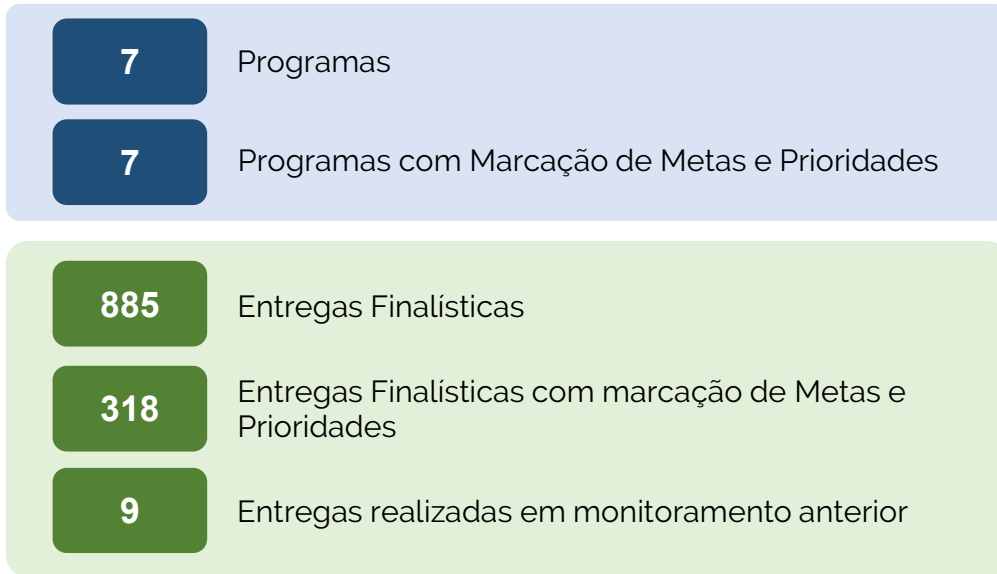 7
Programas
7
Programas com Marcação de Metas e Prioridades
885
Entregas Finalísticas
318
Entregas Finalísticas com marcação de Metas e
Prioridades
9
Entregas realizadas em monitoramento anterior